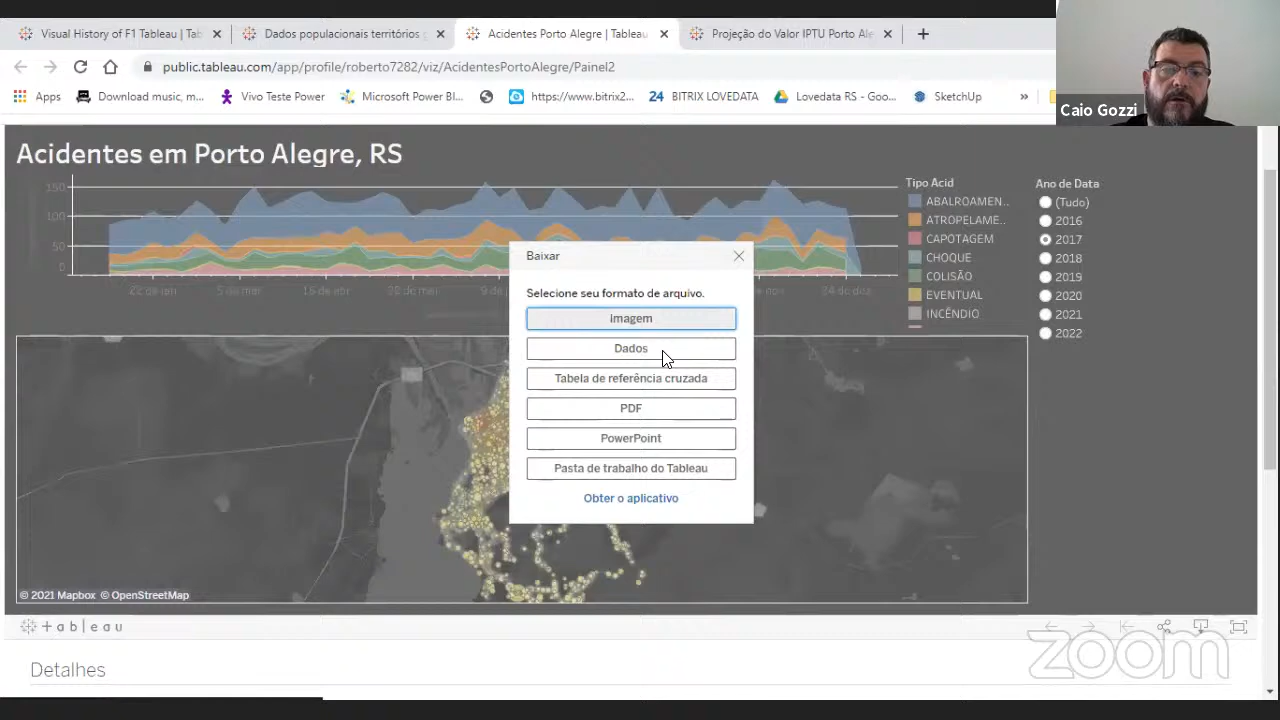 Visual History of F1 Tableau | Tab
Dados populacionais territórios
Acidentes Porto Alegre | Tableau
Projeção do Valor IPTU Porto Ale
public.tableau.com/app/profile/roberto7282/viz/AcidentesPortoAlegre/Painel2
Apps
Download music, m...
Vivo Teste Power
Microsoft Power BI...
https://www.bitrix2...
24 BITRIX LOVEDATA
Lovedata RS - Goo...
SketchUp
»
Caio Gozzi
Acidentes em Porto Alegre, RS
150
100
50
0
22 de jan
5 de mar
16 de abr
28 de mai
9 de j
e nov
24 de dez
Tipo Acid
ABALROAMEN..
ATROPELAME..
CAPOTAGEM
CHOQUE
COLISÃO
EVENTUAL
INCÊNDIO
Ano de Data
(Tudo)
2016
2017
2018
2019
2020
2021
2022
Baixar
Selecione seu formato de arquivo.
Imagem
Dados
Tabela de referência cruzada
PDF
PowerPoint
Pasta de trabalho do Tableau
Obter o aplicativo
© 2021 Mapbox © OpenStreetMap
+ableau
zoom
Detalhes